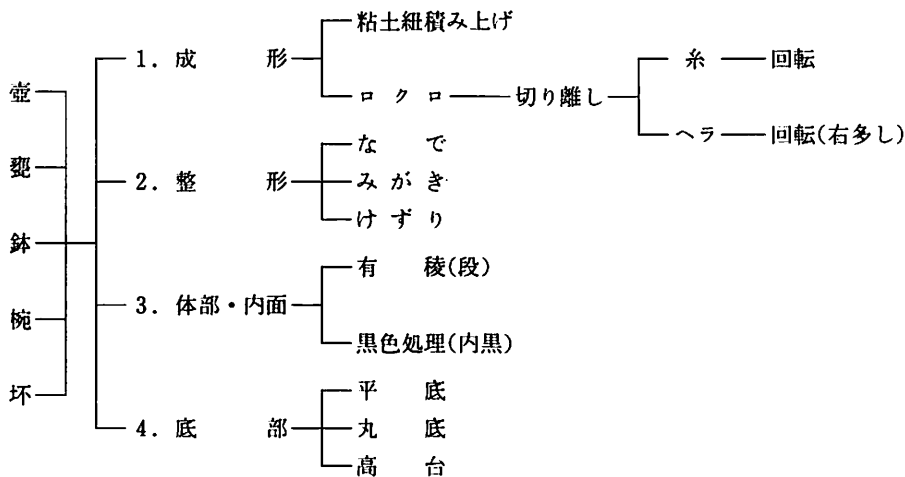 壺
甕
鉢
椀
坏
1. 成形
粘土紐積み上げ
ロクロ
切り離し
糸
回転
ヘラ
回転(右多し)
2. 整形
なで
みがき
けずり
3. 体部・内面
有稜(段)
黒色処理(内黒)
4. 底部
平底
丸底
高台